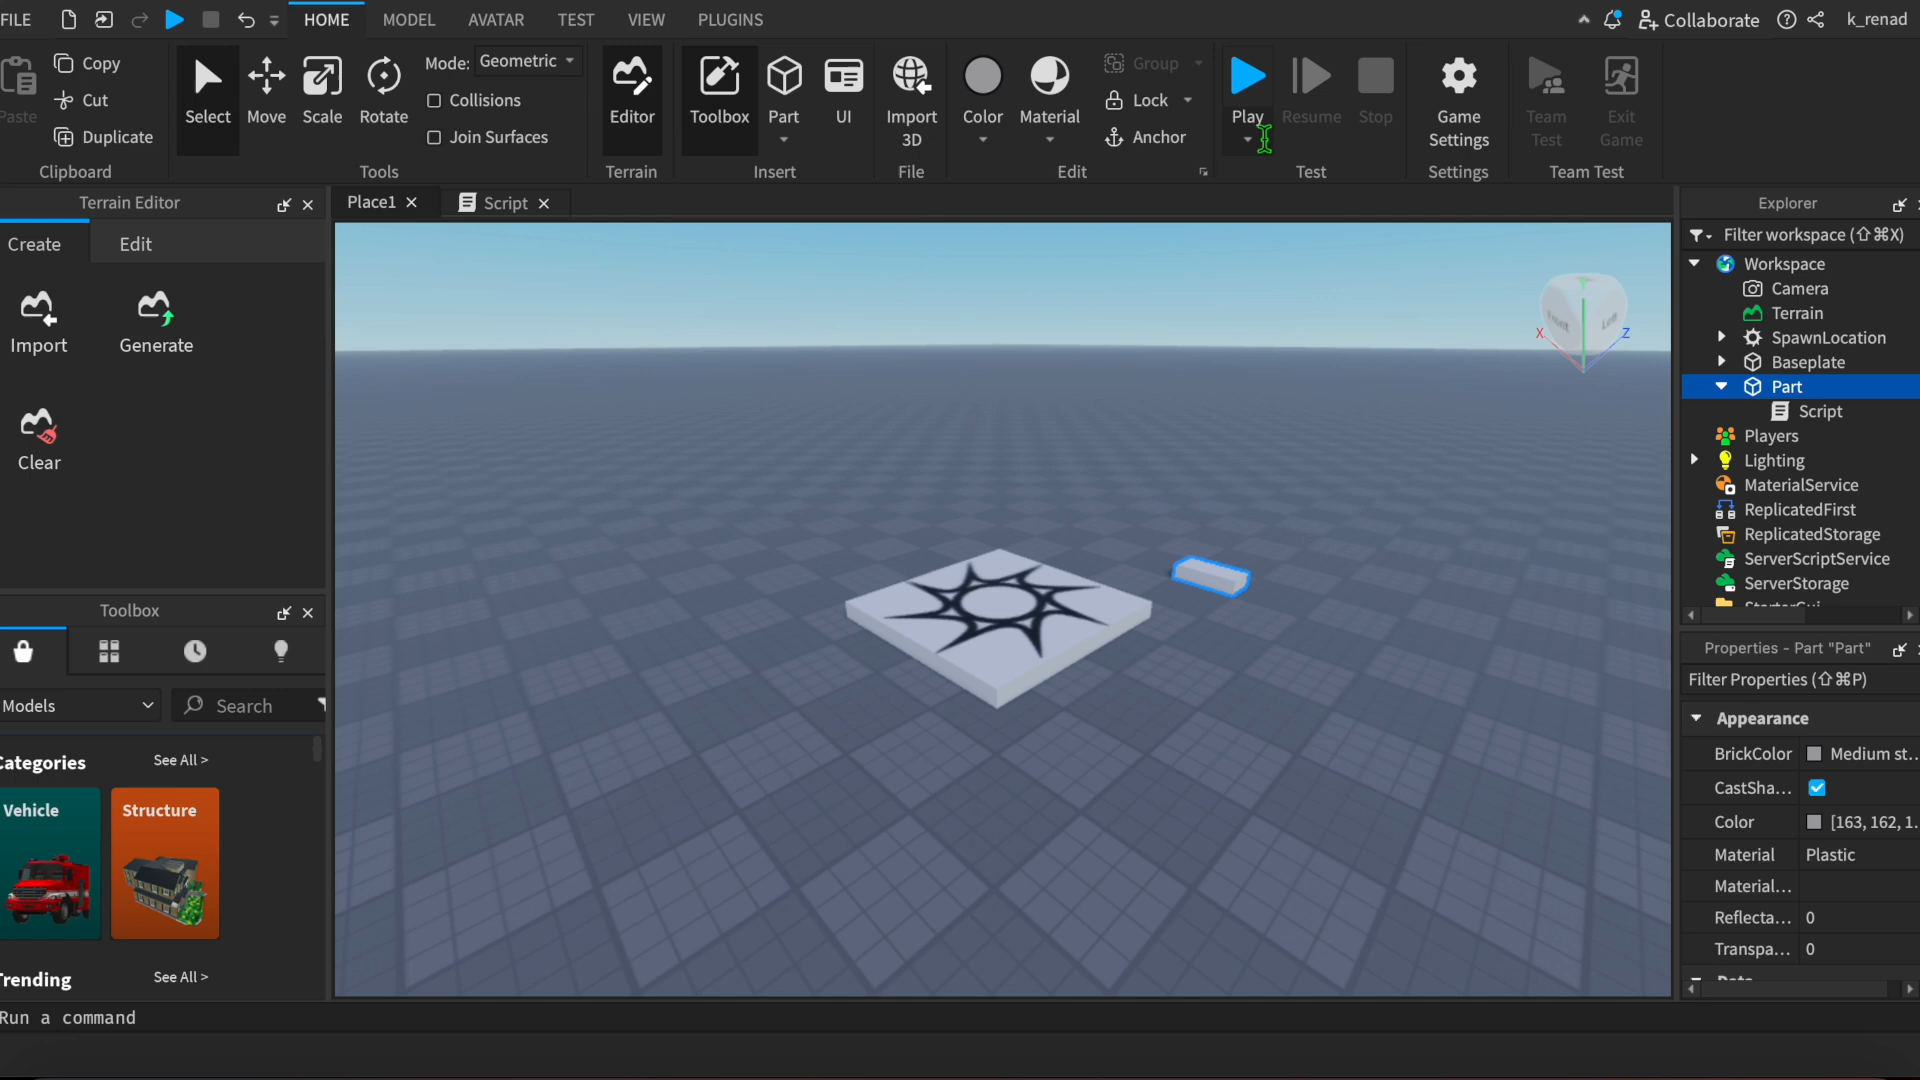 FILE
HOME
MODEL
AVATAR
TEST
VIEW
PLUGINS
Collaborate
k_renad
Paste
Copy
Cut
Duplicate
Clipboard
Select
Move
Scale
Rotate
Mode: Geometric
Collisions
Join Surfaces
Tools
Editor
Terrain
Toolbox
Part
UI
Insert
Import
3D
File
Color
Material
Group
Lock
Anchor
Edit
Play
Resume
Stop
Test
Game
Settings
Settings
Team
Test
Exit
Game
Team Test
Terrain Editor
Create
Edit
Import
Generate
Clear
Place1
Script
Front
Left
X
Z
Toolbox
Models
Search
Categories
See All >
Vehicle
Structure
Trending
See All >
Run a command
Explorer
Filter workspace (⇧⌘X)
Workspace
Camera
Terrain
SpawnLocation
Baseplate
Part
Script
Players
Lighting
MaterialService
ReplicatedFirst
ReplicatedStorage
ServerScriptService
ServerStorage
StarterGui
Properties - Part "Part"
Filter Properties (⇧⌘P)
Appearance
BrickColor Medium st...
CastSha...
Color [163, 162, 1...
Material Plastic
Material...
Reflecta... 0
Transpa... 0
Data